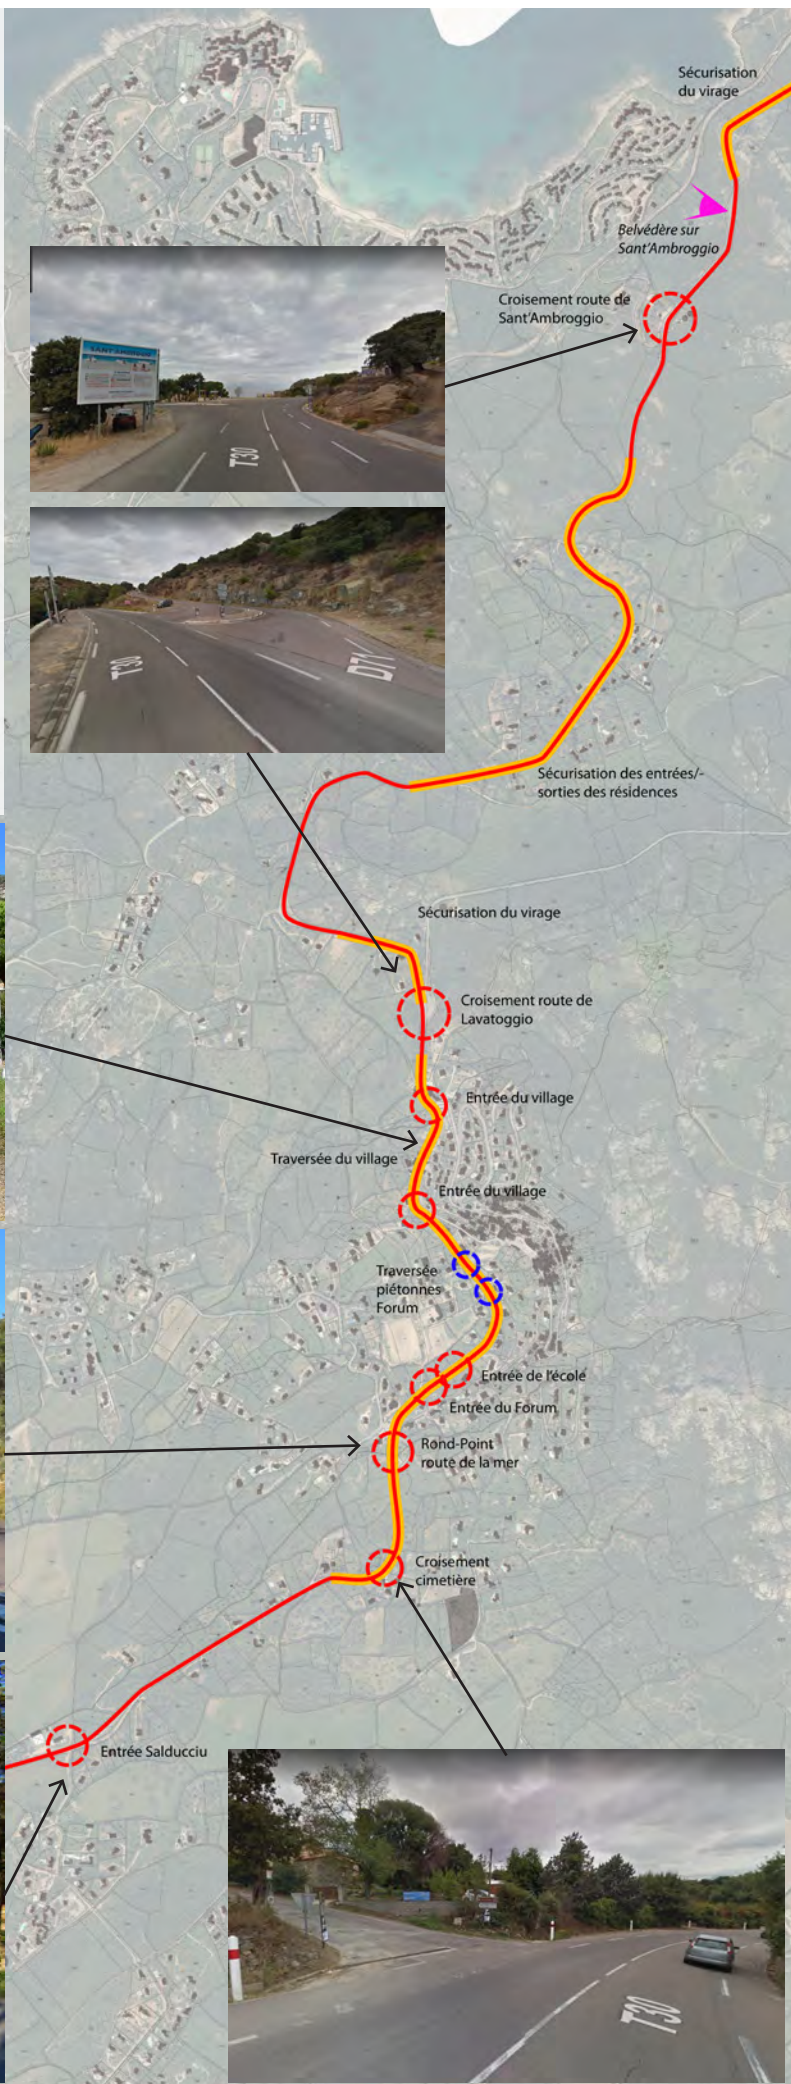 Sécurisation
du virage
Belvédère sur
Sant'Ambroggio
Croisement route de
Sant'Ambroggio
T30
T30
D71
Sécurisation des entrées/-
sorties des résidences
Sécurisation du virage
Croisement route de
Lavatoggio
Entrée du village
Traversée du village
Entrée du village
Traversée
piétonnes
Forum
Entrée de l'école
Entrée du Forum
Rond-Point
route de la mer
Croisement
cimetière
Entrée Salducciu
T30